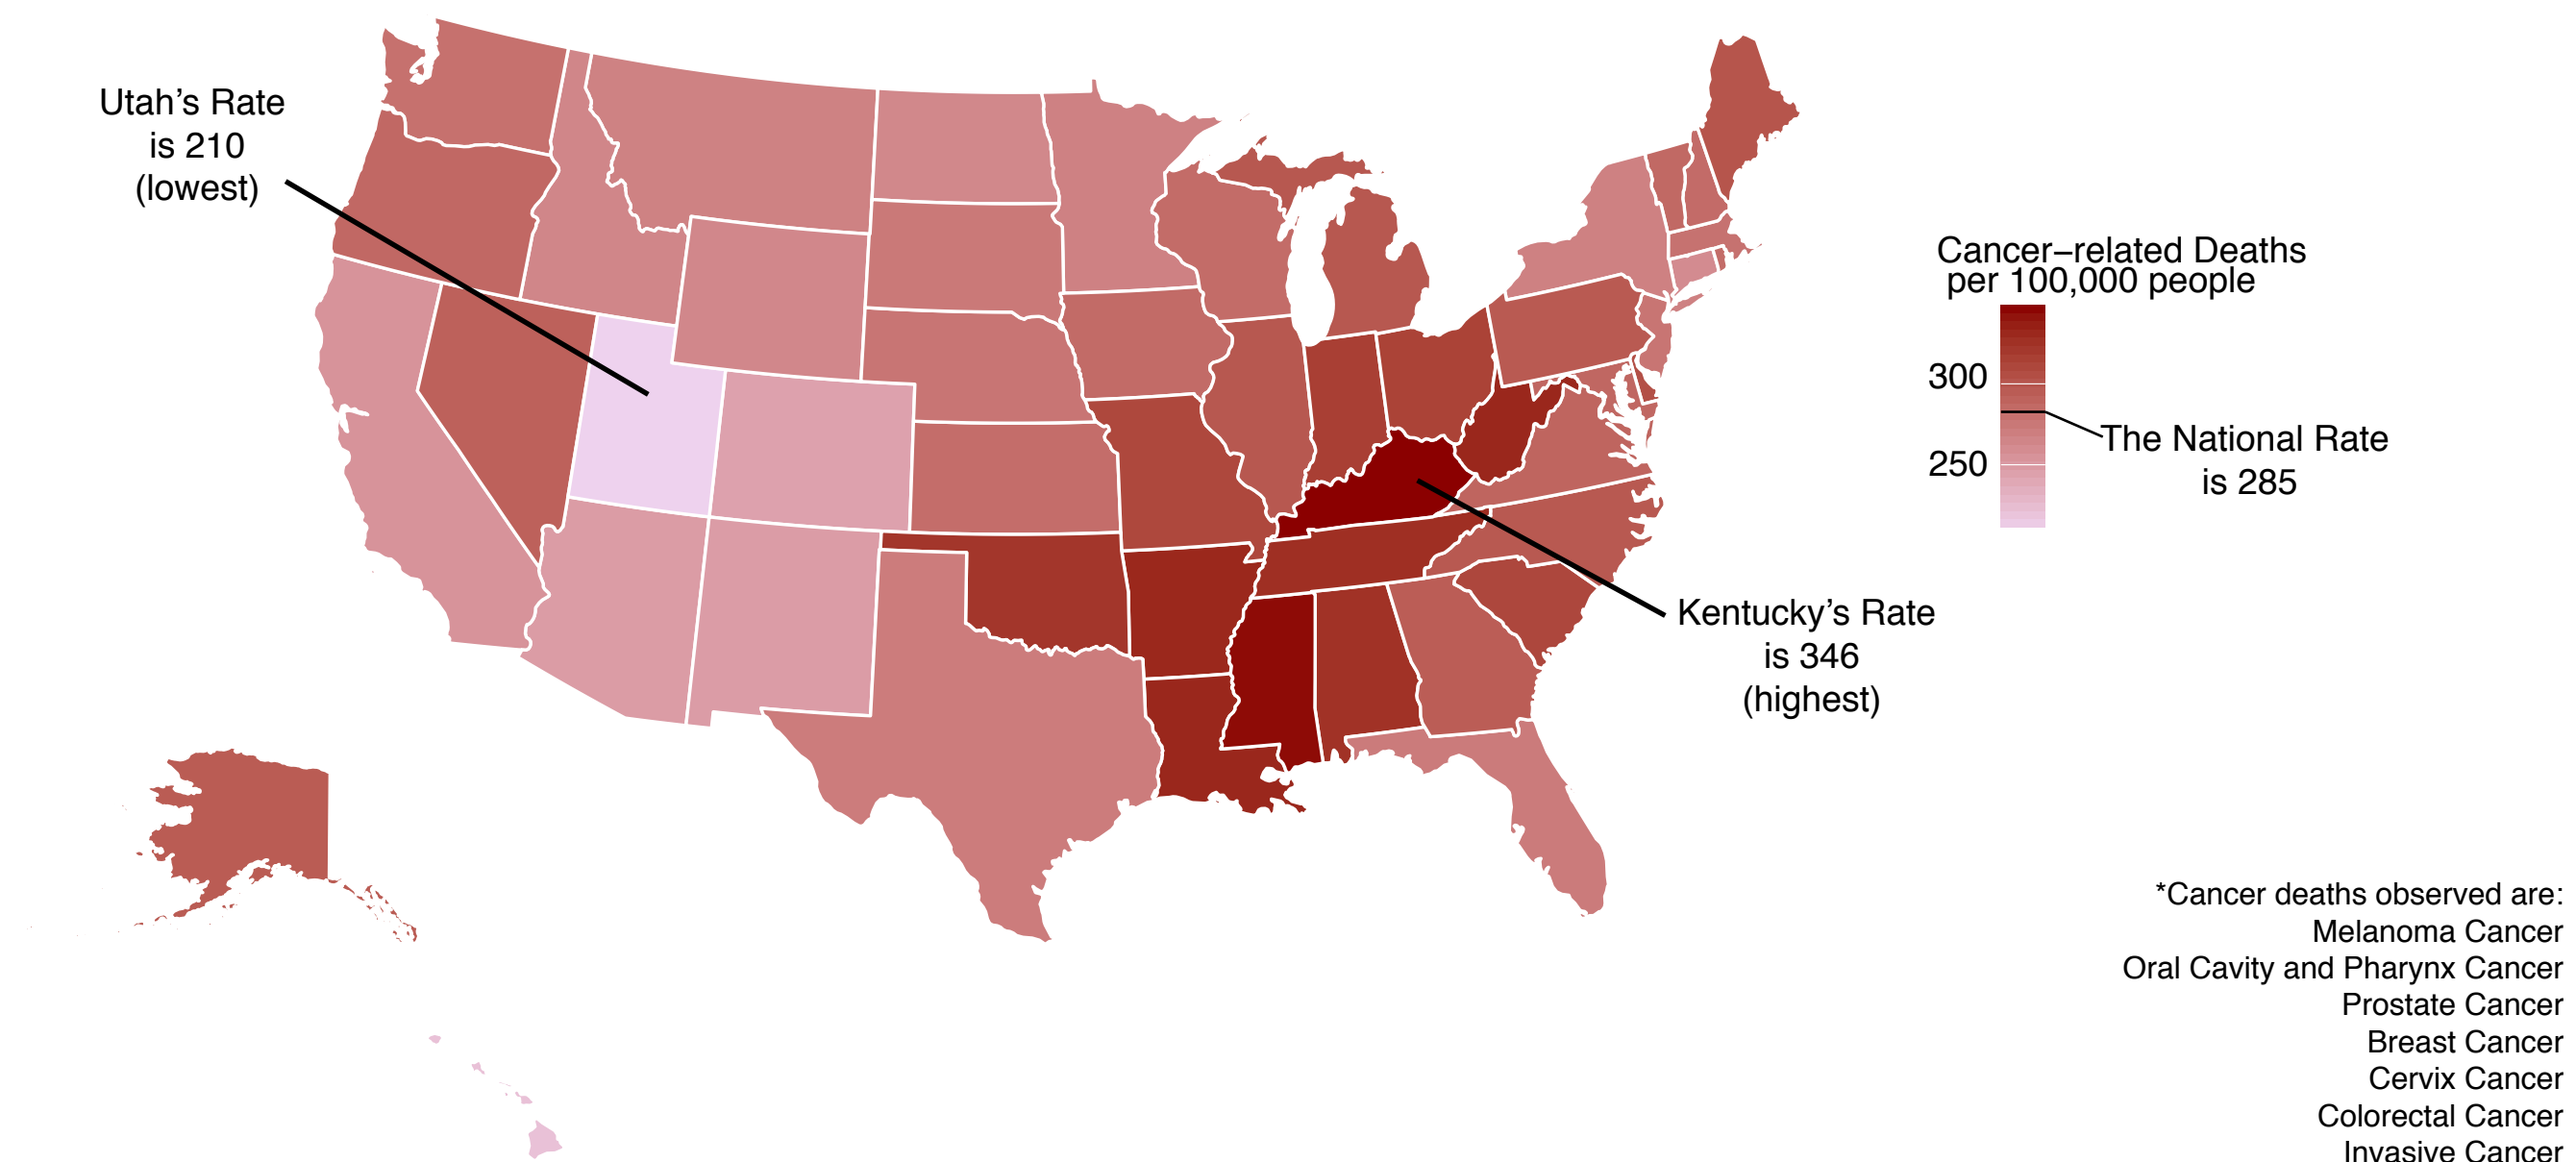 Utah’s Rate
is 210
(lowest)
Cancer–related Deaths
per 100,000 people
300
250
The National Rate
is 285
Kentucky’s Rate
is 346
(highest)
*Cancer deaths observed are:
Melanoma Cancer
Oral Cavity and Pharynx Cancer
Prostate Cancer
Breast Cancer
Cervix Cancer
Colorectal Cancer
Invasive Cancer